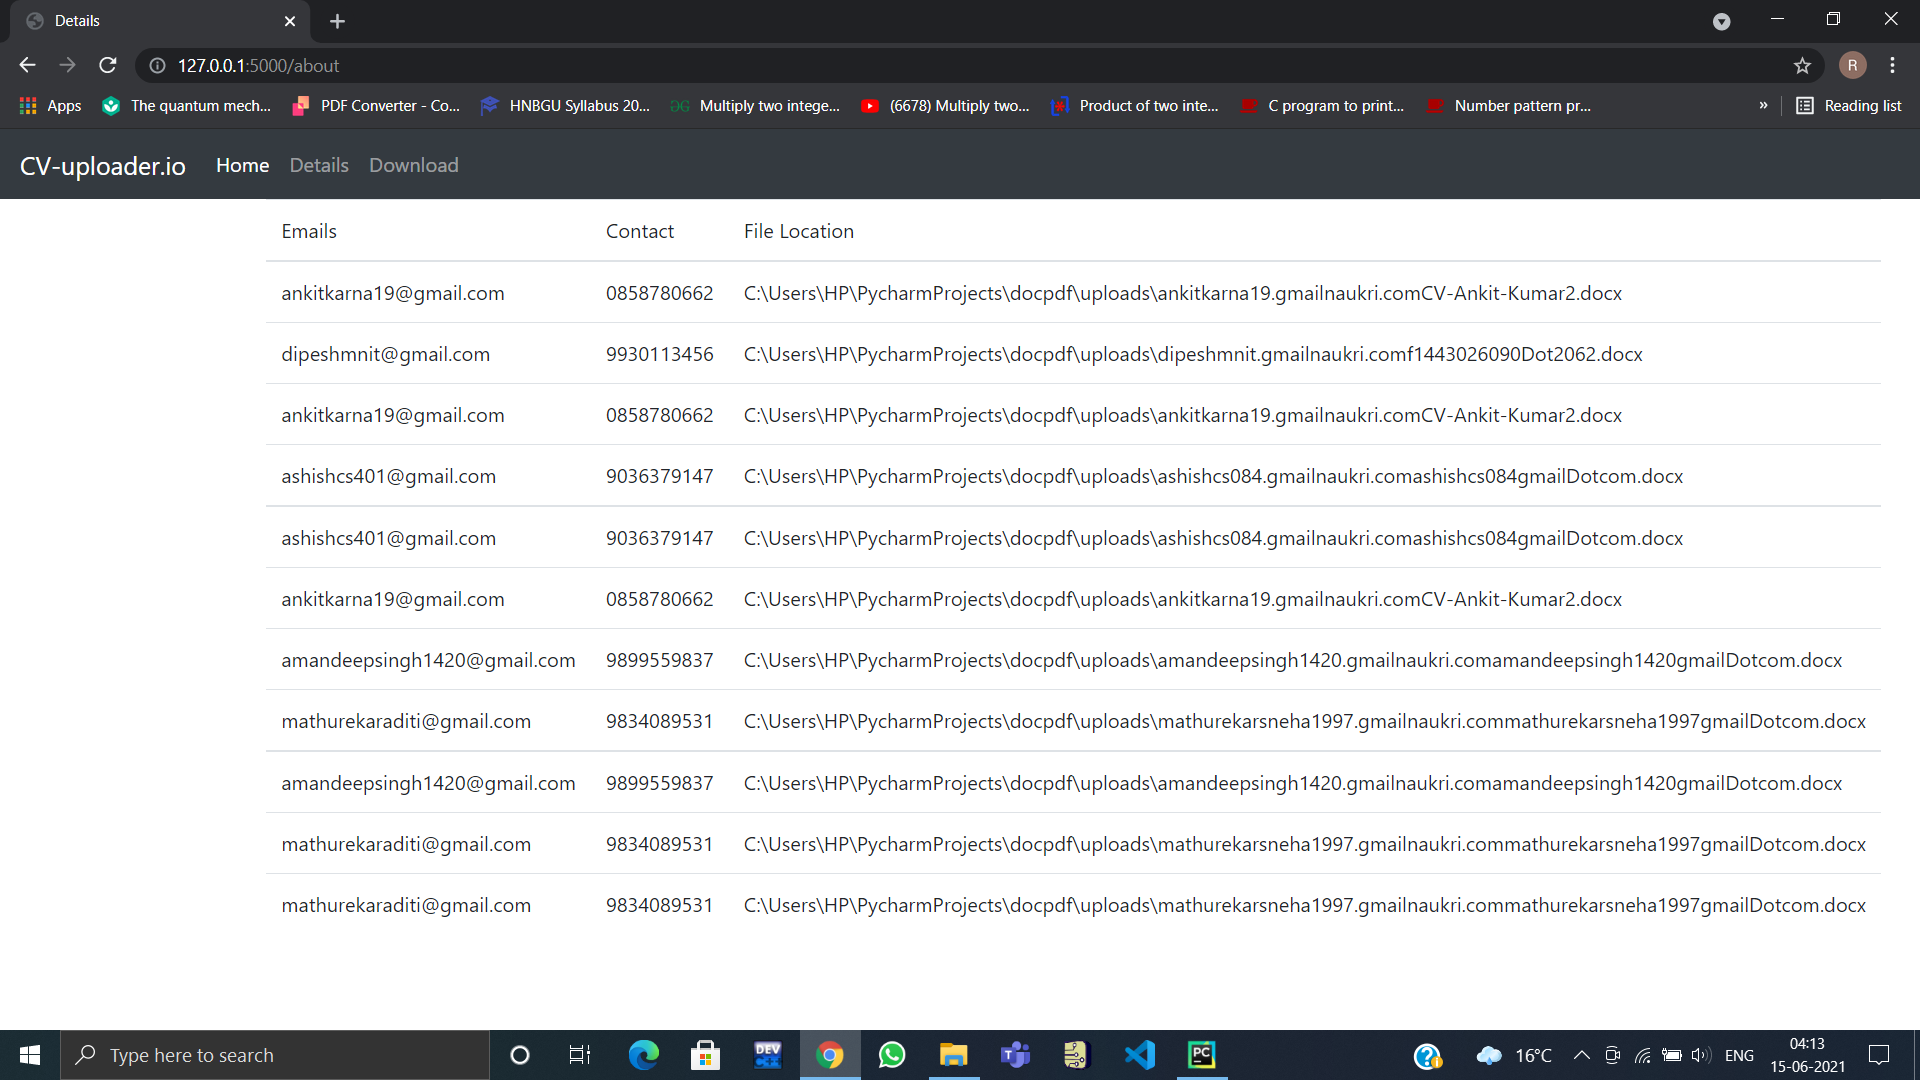 Details
127.0.0.1:5000/about
R
Apps The quantum mech... PDF Converter - Co... HNBGU Syllabus 20... Multiply two intege... (6678) Multiply two... Product of two inte... C program to print... Number pattern pr... » Reading list
CV-uploader.io Home Details Download
Emails Contact File Location
ankitkarna19@gmail.com 0858780662 C:\Users\HP\PycharmProjects\docpdf\uploads\ankitkarna19.gmailnaukri.comCV-Ankit-Kumar2.docx
dipeshmnit@gmail.com 9930113456 C:\Users\HP\PycharmProjects\docpdf\uploads\dipeshmnit.gmailnaukri.comf1443026090Dot2062.docx
ankitkarna19@gmail.com 0858780662 C:\Users\HP\PycharmProjects\docpdf\uploads\ankitkarna19.gmailnaukri.comCV-Ankit-Kumar2.docx
ashishcs401@gmail.com 9036379147 C:\Users\HP\PycharmProjects\docpdf\uploads\ashishcs084.gmailnaukri.comashishcs084gmailDotcom.docx
ashishcs401@gmail.com 9036379147 C:\Users\HP\PycharmProjects\docpdf\uploads\ashishcs084.gmailnaukri.comashishcs084gmailDotcom.docx
ankitkarna19@gmail.com 0858780662 C:\Users\HP\PycharmProjects\docpdf\uploads\ankitkarna19.gmailnaukri.comCV-Ankit-Kumar2.docx
amandeepsingh1420@gmail.com 9899559837 C:\Users\HP\PycharmProjects\docpdf\uploads\amandeepsingh1420.gmailnaukri.comamandeepsingh1420gmailDotcom.docx
mathurekaraditi@gmail.com 9834089531 C:\Users\HP\PycharmProjects\docpdf\uploads\mathurekarsneha1997.gmailnaukri.commathurekarsneha1997gmailDotcom.docx
amandeepsingh1420@gmail.com 9899559837 C:\Users\HP\PycharmProjects\docpdf\uploads\amandeepsingh1420.gmailnaukri.comamandeepsingh1420gmailDotcom.docx
mathurekaraditi@gmail.com 9834089531 C:\Users\HP\PycharmProjects\docpdf\uploads\mathurekarsneha1997.gmailnaukri.commathurekarsneha1997gmailDotcom.docx
mathurekaraditi@gmail.com 9834089531 C:\Users\HP\PycharmProjects\docpdf\uploads\mathurekarsneha1997.gmailnaukri.commathurekarsneha1997gmailDotcom.docx
Type here to search DEV C++ PC 16°C ENG
04:13
15-06-2021